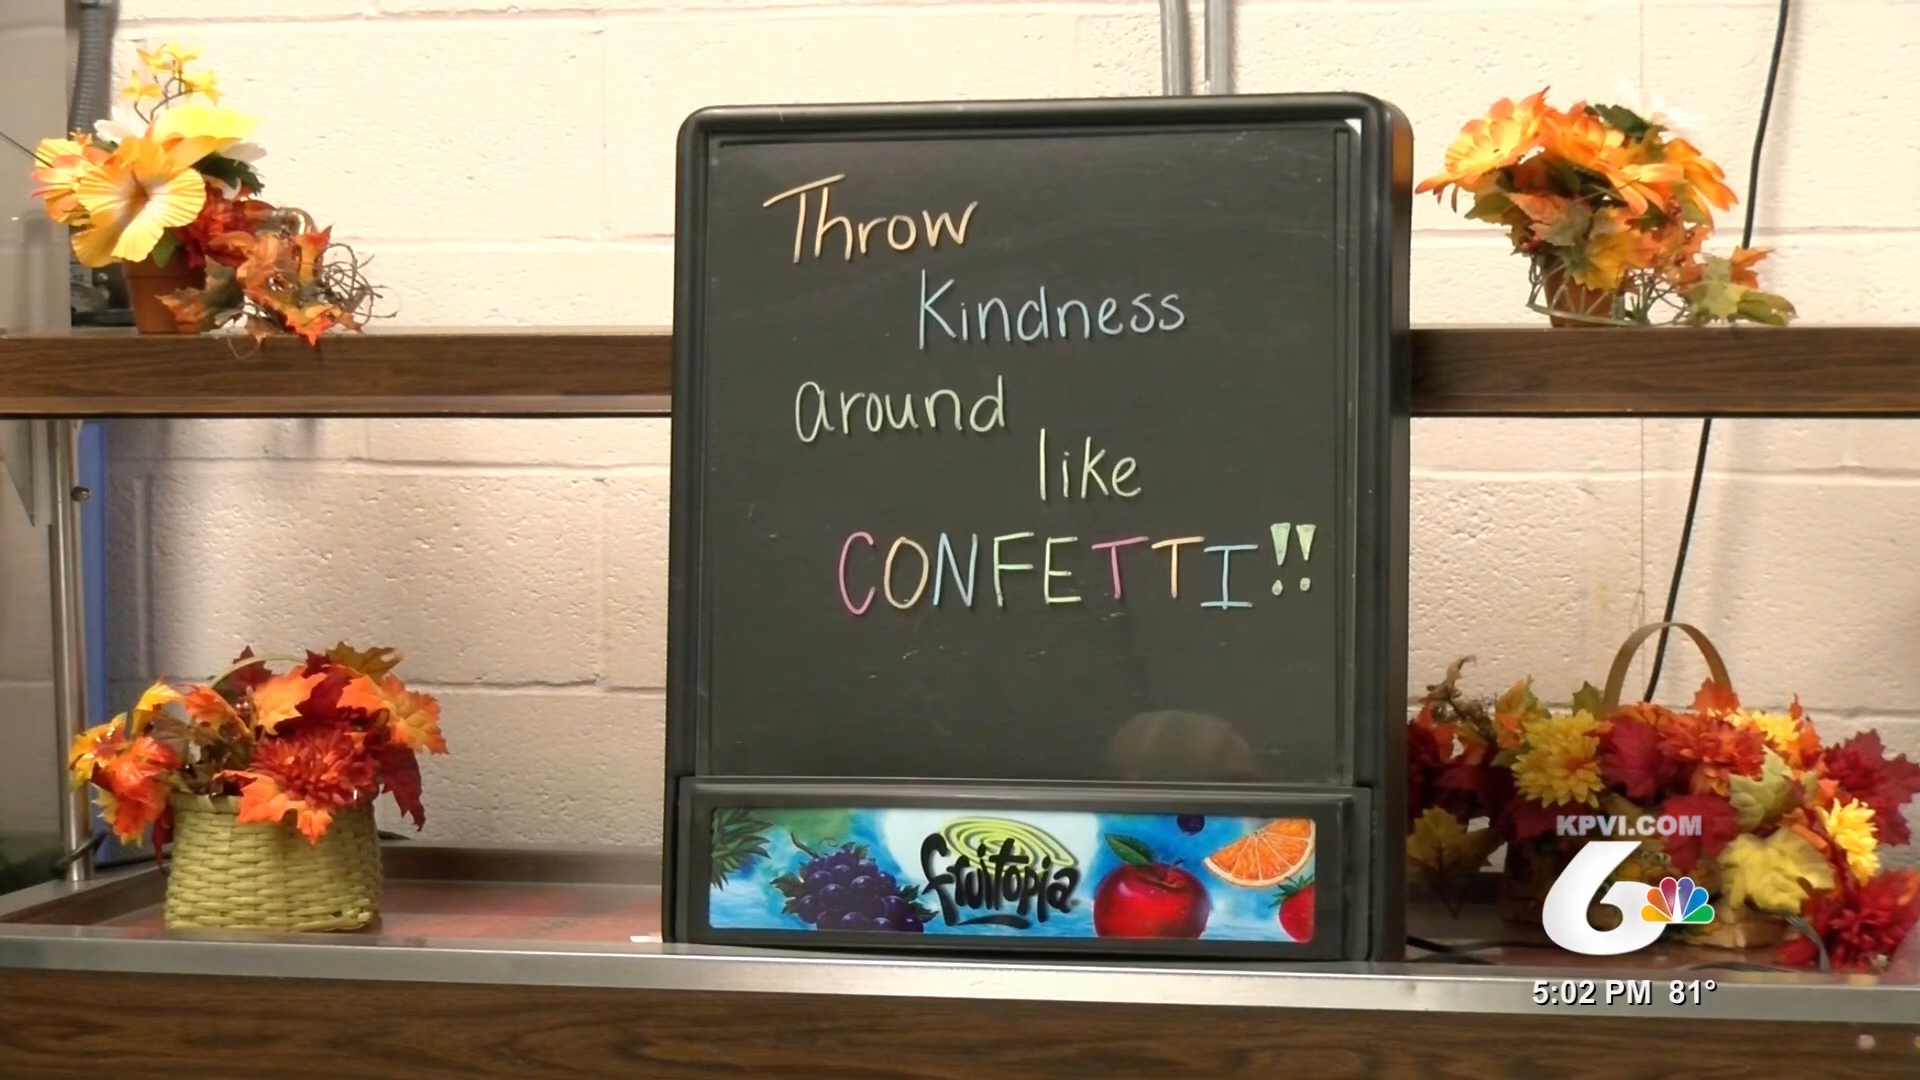 Throw
Kindness
around
like
CONFETTI!!
fruitopia
KPVI.COM
6
5:02 PM 81°